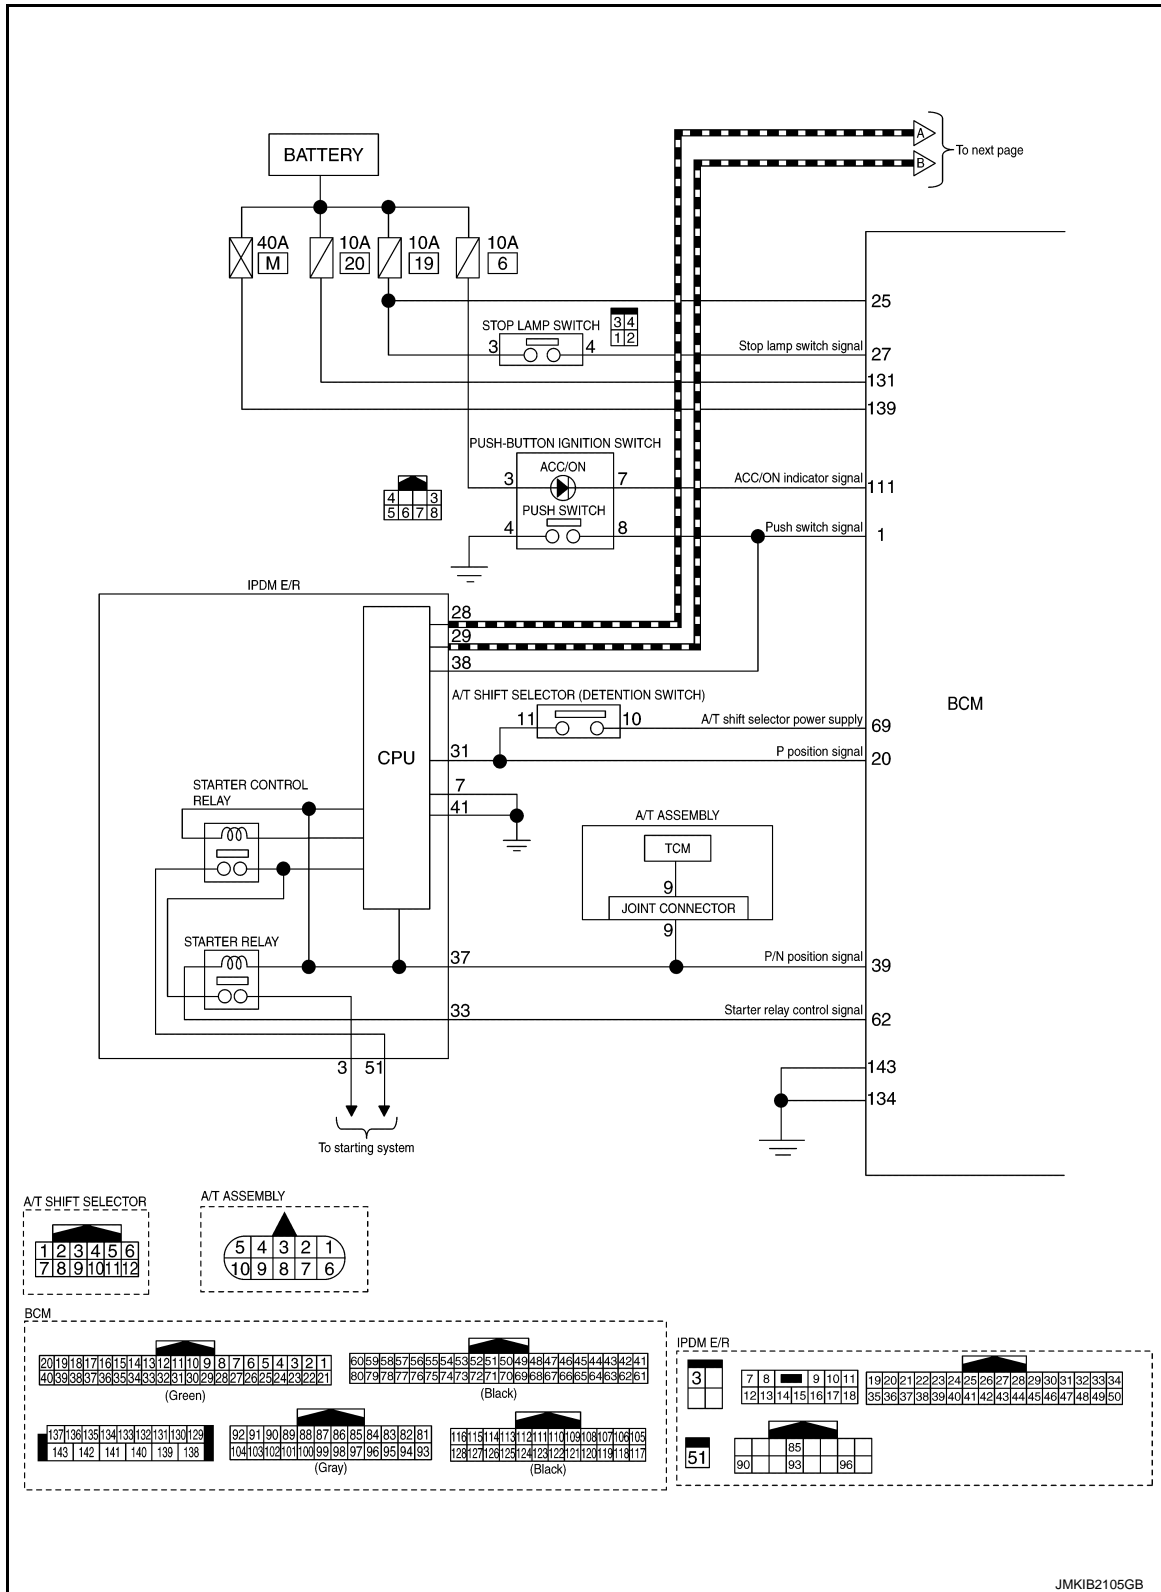 A
To next page
B
BATTERY
40A 10A 10A 10A
M 20 19 6
25
STOP LAMP SWITCH
3 4
1 2
3 4
Stop lamp switch signal
27
131
139
PUSH-BUTTON IGNITION SWITCH
ACC/ON
3 7
ACC/ON indicator signal
111
4 3
5 6 7 8
PUSH SWITCH
4 8
Push switch signal
1
IPDM E/R
28
29
38
A/T SHIFT SELECTOR (DETENTION SWITCH)
11 10
A/T shift selector power supply
69
BCM
CPU
31
P position signal
20
7
41
STARTER CONTROL
RELAY
A/T ASSEMBLY
TCM
9
JOINT CONNECTOR
9
STARTER RELAY
37
P/N position signal
39
33
Starter relay control signal
62
143
134
3 51
To starting system
A/T SHIFT SELECTOR
1 2 3 4 5 6
7 8 9 10 11 12
A/T ASSEMBLY
5 4 3 2 1
10 9 8 7 6
BCM
20 19 18 17 16 15 14 13 12 11 10 9 8 7 6 5 4 3 2 1
40 39 38 37 36 35 34 33 32 31 30 29 28 27 26 25 24 23 22 21
(Green)
60 59 58 57 56 55 54 53 52 51 50 49 48 47 46 45 44 43 42 41
80 79 78 77 76 75 74 73 72 71 70 69 68 67 66 65 64 63 62 61
(Black)
137 136 135 134 133 132 131 130 129
143 142 141 140 139 138
92 91 90 89 88 87 86 85 84 83 82 81
104 103 102 101 100 99 98 97 96 95 94 93
(Gray)
116 115 114 113 112 111 110 109 108 107 106 105
128 127 126 125 124 123 122 121 120 119 118 117
(Black)
IPDM E/R
3
7 8 9 10 11
12 13 14 15 16 17 18
19 20 21 22 23 24 25 26 27 28 29 30 31 32 33 34
35 36 37 38 39 40 41 42 43 44 45 46 47 48 49 50
51
85
90 93 96
JMKIB2105GB